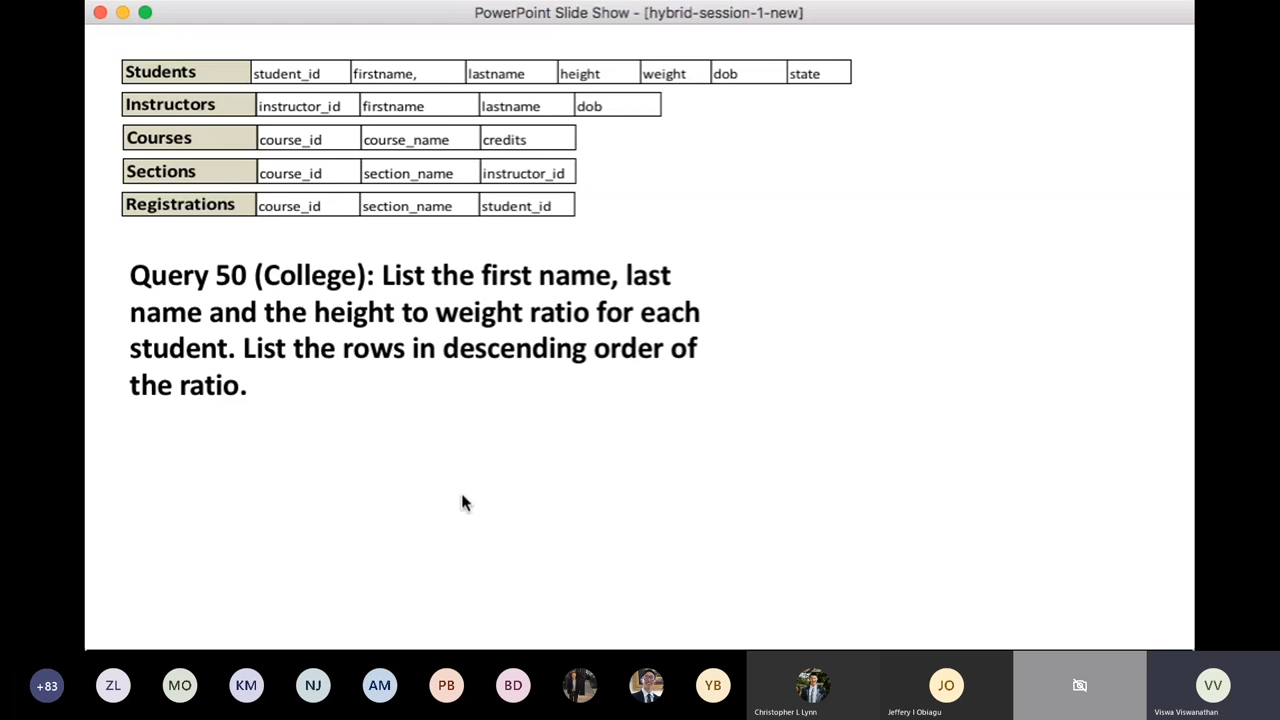 PowerPoint Slide Show - [hybrid-session-1-new]
Students student_id firstname, lastname height weight dob state
Instructors instructor_id firstname lastname dob
Courses course_id course_name credits
Sections course_id section_name instructor_id
Registrations course_id section_name student_id
Query 50 (College): List the first name, last
name and the height to weight ratio for each
student. List the rows in descending order of
the ratio.
+83 ZL MO KM NJ AM PB BD YB JO VV
Christopher L Lynn Jeffery I Obiagu Viswa Viswanathan